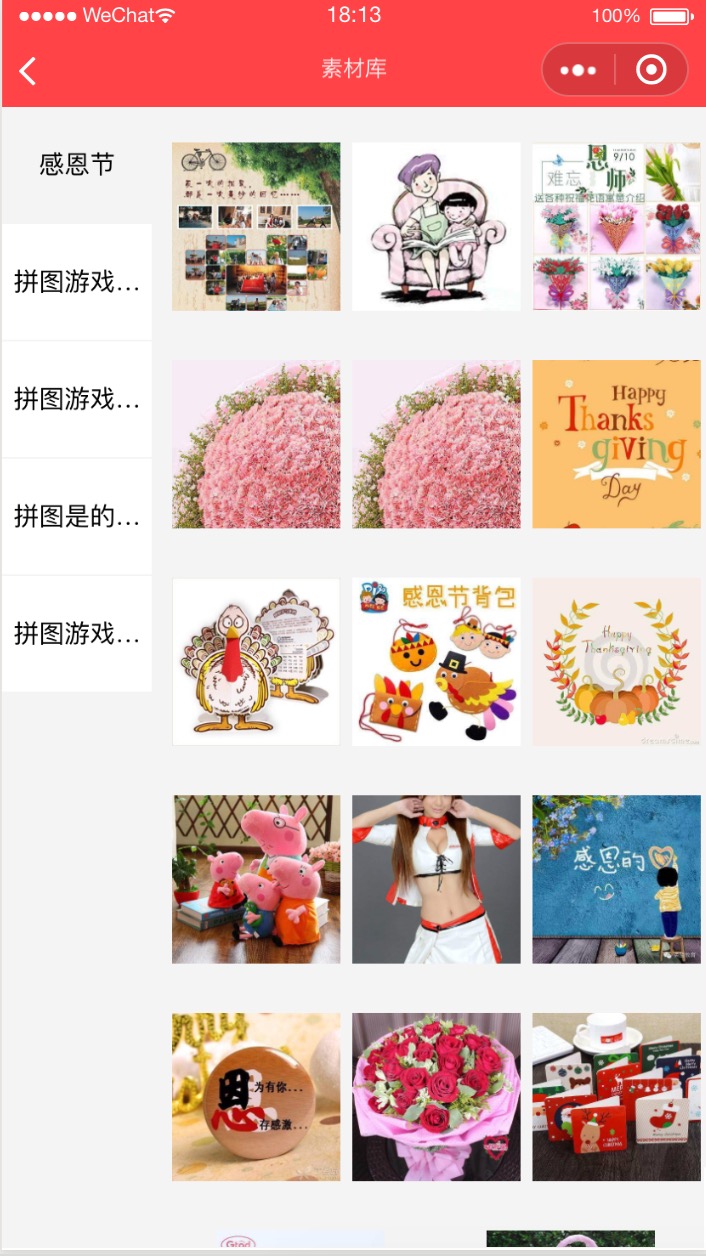 WeChat
18:13
100%
素材库
感恩节
拼图游戏...
拼图游戏...
拼图是的...
拼图游戏...
恩师
9/10
难忘
Happy
Thanks
giving
Day
感恩节背包
Happy
Thanksgiving
感恩的
恩
为有你...
心存感激...